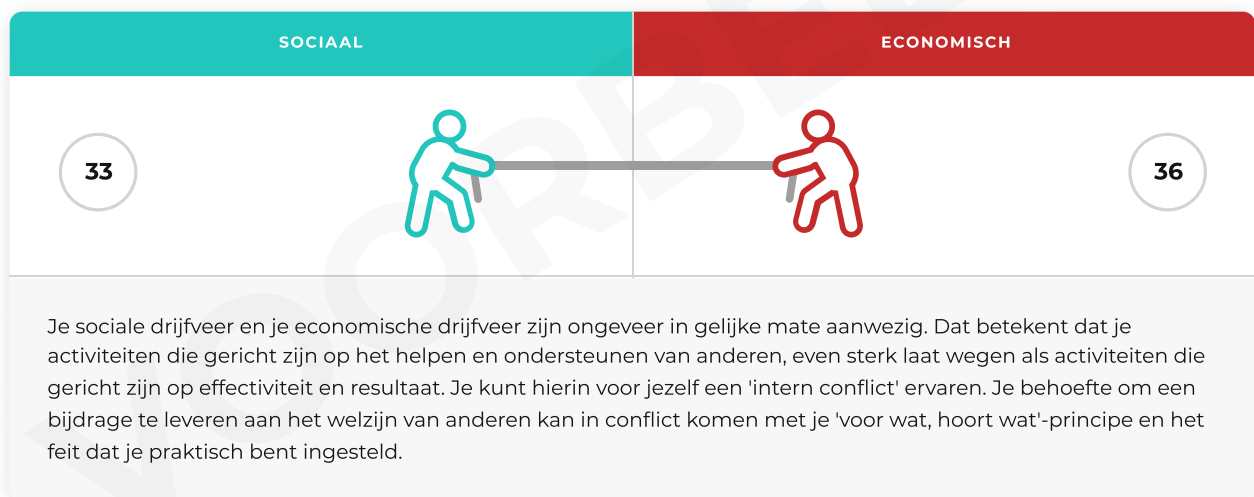 SOCIAAL
ECONOMISCH
33
36
Je sociale drijfveer en je economische drijfveer zijn ongeveer in gelijke mate aanwezig. Dat betekent dat je
activiteiten die gericht zijn op het helpen en ondersteunen van anderen, even sterk laat wegen als activiteiten die
gericht zijn op effectiviteit en resultaat. Je kunt hierin voor jezelf een 'intern conflict' ervaren. Je behoefte om een
bijdrage te leveren aan het welzijn van anderen kan in conflict komen met je 'voor wat, hoort wat'-principe en het
feit dat je praktisch bent ingesteld.
VOORBEE